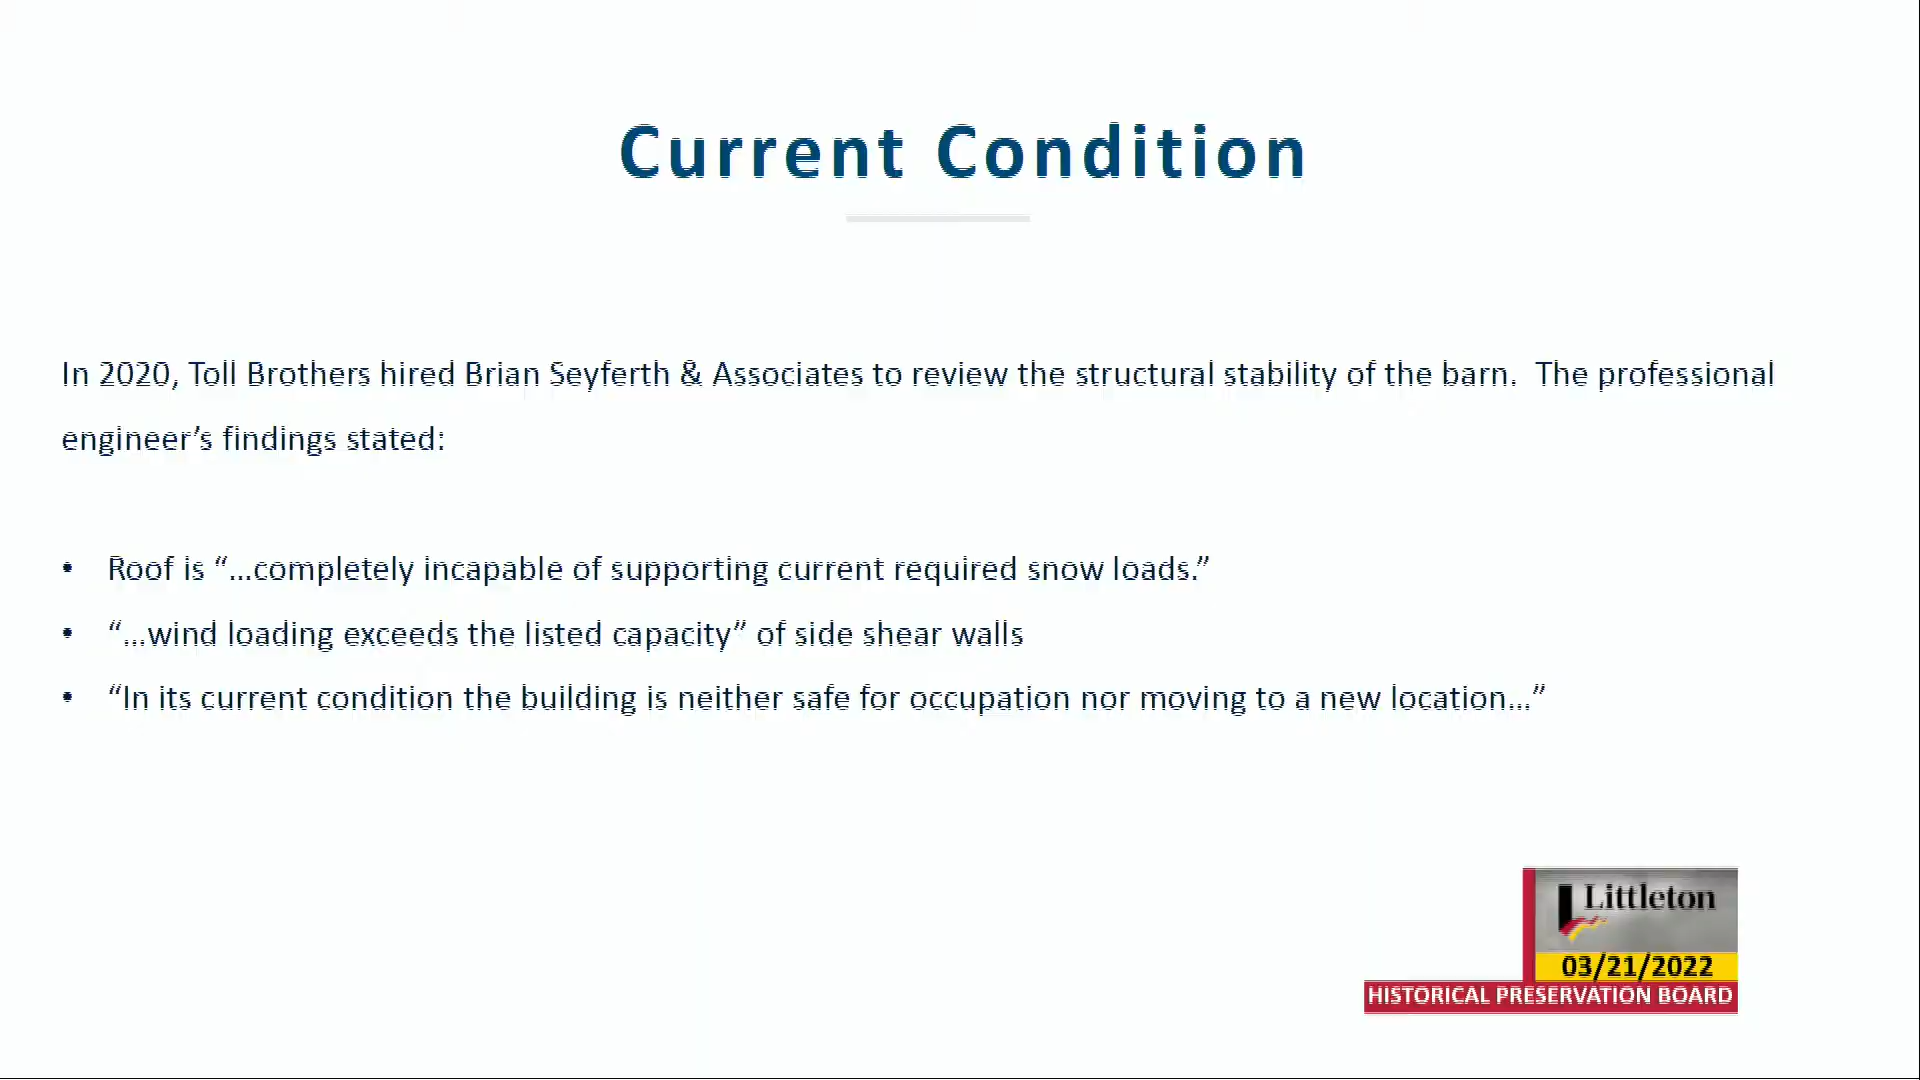 Current Condition
In 2020, Toll Brothers hired Brian Seyferth & Associates to review the structural stability of the barn.  The professional
engineer’s findings stated:
• Roof is “…completely incapable of supporting current required snow loads.”
• “…wind loading exceeds the listed capacity” of side shear walls
• “In its current condition the building is neither safe for occupation nor moving to a new location…”
Littleton
03/21/2022
HISTORICAL PRESERVATION BOARD